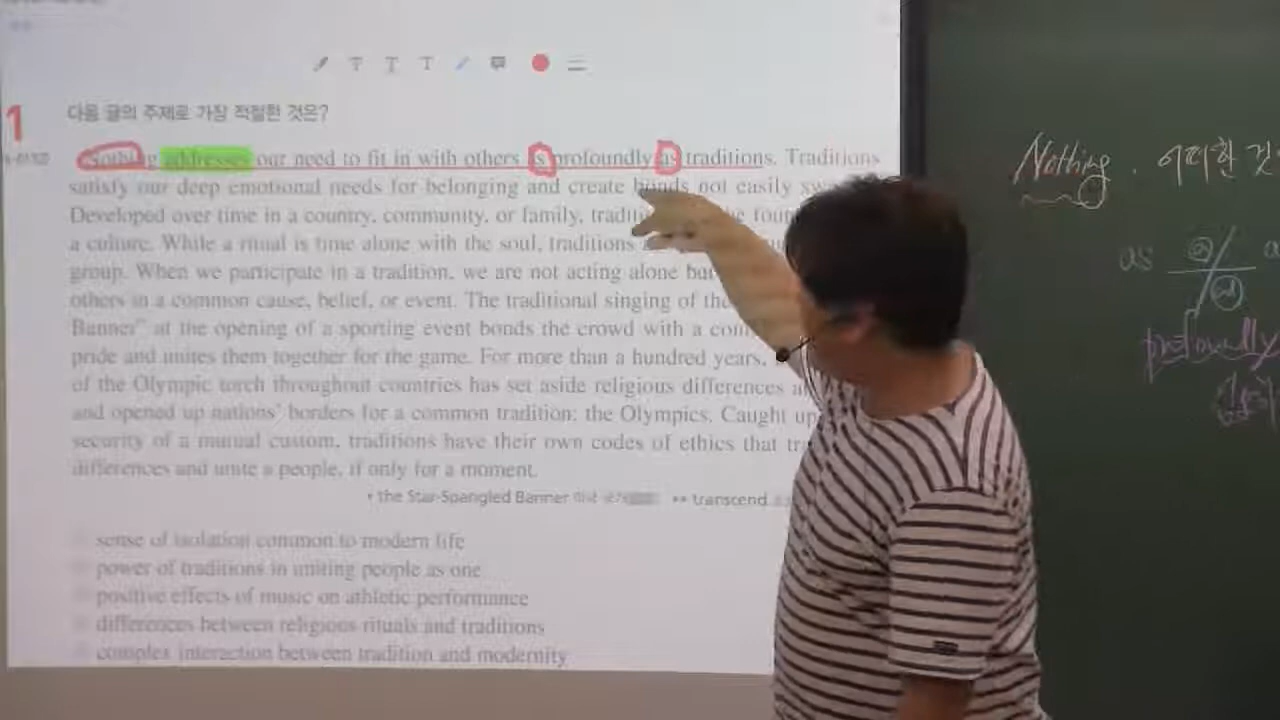 1
다음 글의 주제로 가장 적절한 것은?
Nothing addresses our need to fit in with others as profoundly as traditions. Traditions
satisfy our deep emotional needs for belonging and create bonds not easily
Developed over time in a country, community, or family,
a culture. While a ritual is time alone with the soul, traditions
group. When we participate in a tradition, we are not acting alone but
others in a common cause, belief, or event. The traditional singing of the
Banner" at the opening of a sporting event bonds the crowd with a
pride and unites them together for the game. For more than a hundred years,
of the Olympic torch throughout countries has set aside religious differences
and opened up nations' borders for a common tradition: the Olympics. Caught up
security of a mutual custom, traditions have their own codes of ethics that
differences and unite a people, if only for a moment.
* the Star-Spangled Banner ** transcend
sense of isolation common to modern life
power of traditions in uniting people as one
positive effects of music on athletic performance
differences between religious rituals and traditions
complex interaction between tradition and modernity
Nothing. 어떠한 것
as
profoundly